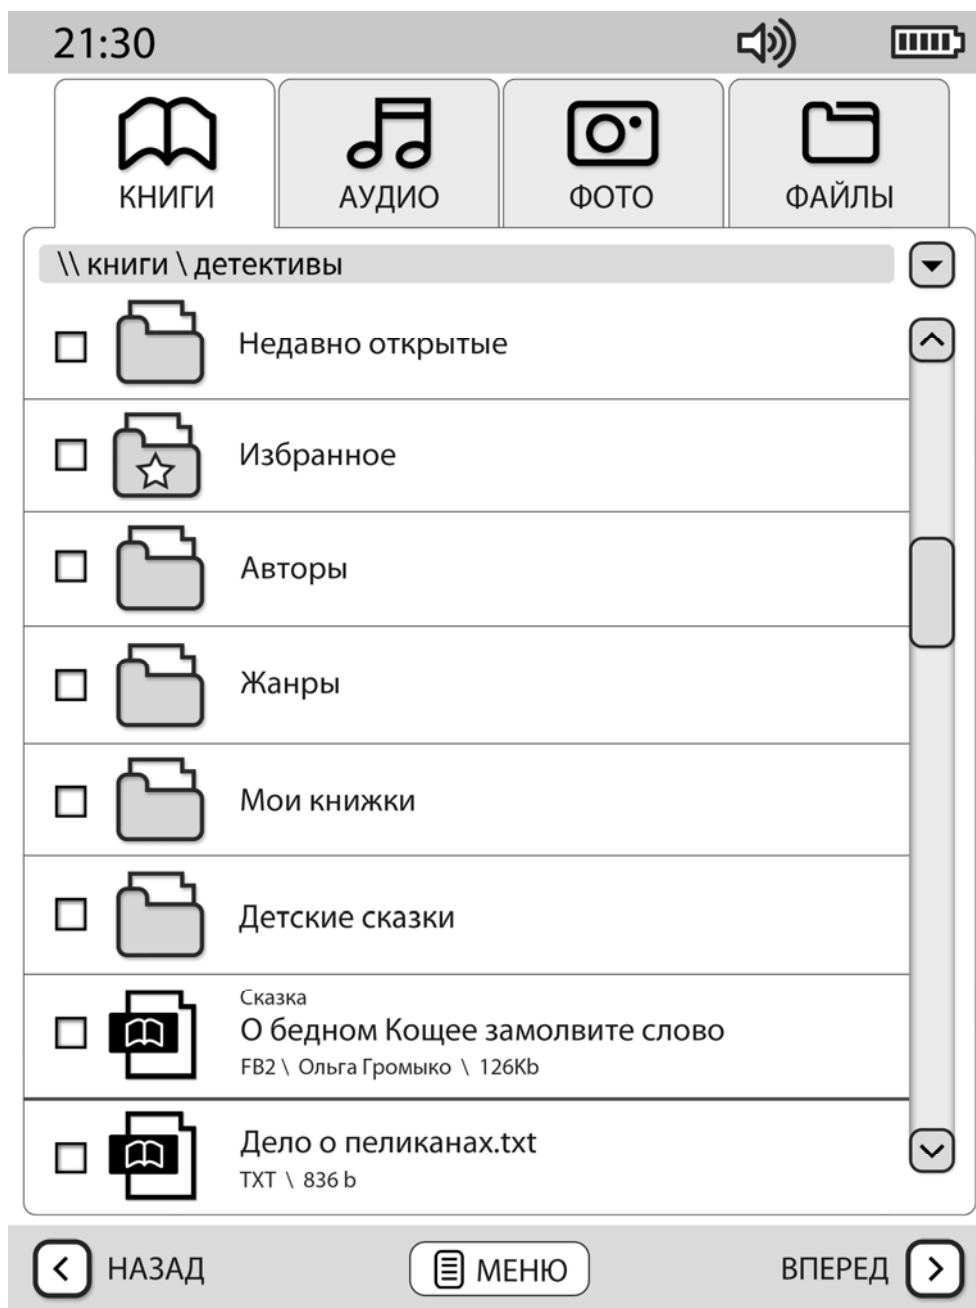 21:30
КНИГИ
АУДИО
ФОТО
ФАЙЛЫ
\\ книги \ детективы
Недавно открытые
Избранное
Авторы
Жанры
Мои книжки
Детские сказки
Сказка
О бедном Кощее замолвите слово
FB2 \ Ольга Громыко \ 126Kb
Дело о пеликанах.txt
TXT \ 836 b
НАЗАД
МЕНЮ
ВПЕРЕД